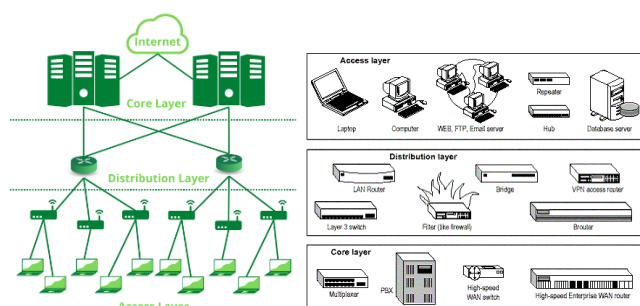 Internet
Core Layer
Distribution Layer
Access Layer
Access layer
Laptop
Computer
WEB, FTP, Email server
Repeater
Hub
Database server
Distribution layer
LAN Router
Bridge
VPN access router
Layer 3 switch
Filter (like firewall)
Brouter
Core layer
Multiplexer
PBX
High-speed
WAN switch
High-speed Enterprise WAN router